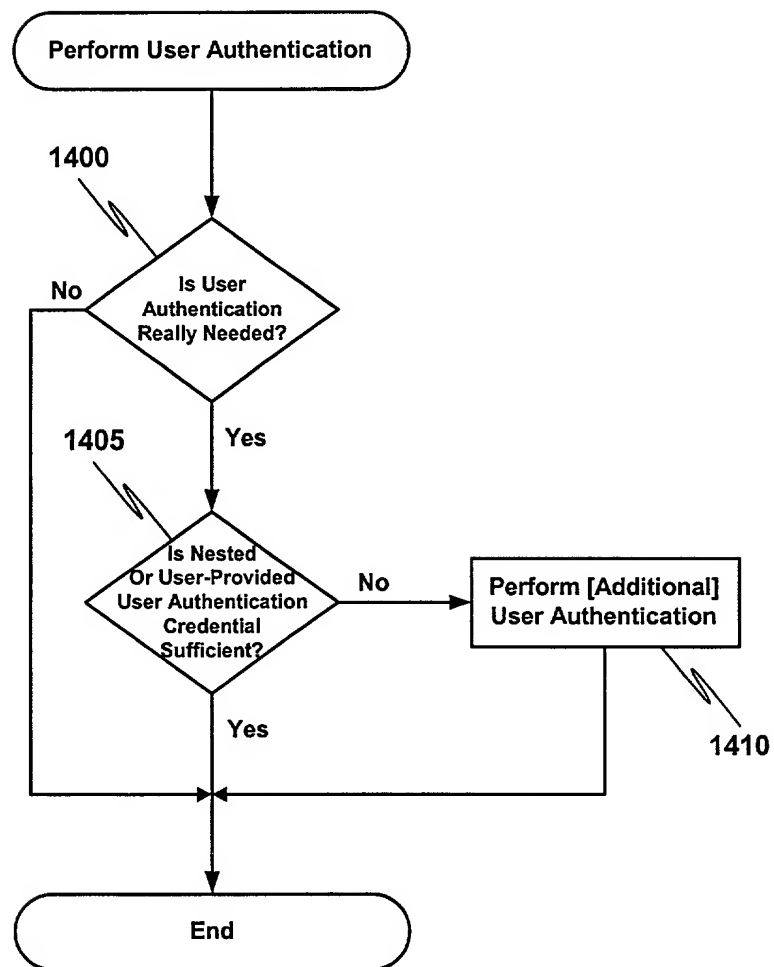 Perform User Authentication
1400
Is User
Authentication
Really Needed?
No
Yes
1405
Is Nested
Or User-Provided
User Authentication
Credential
Sufficient?
No
Perform [Additional]
User Authentication
1410
Yes
End